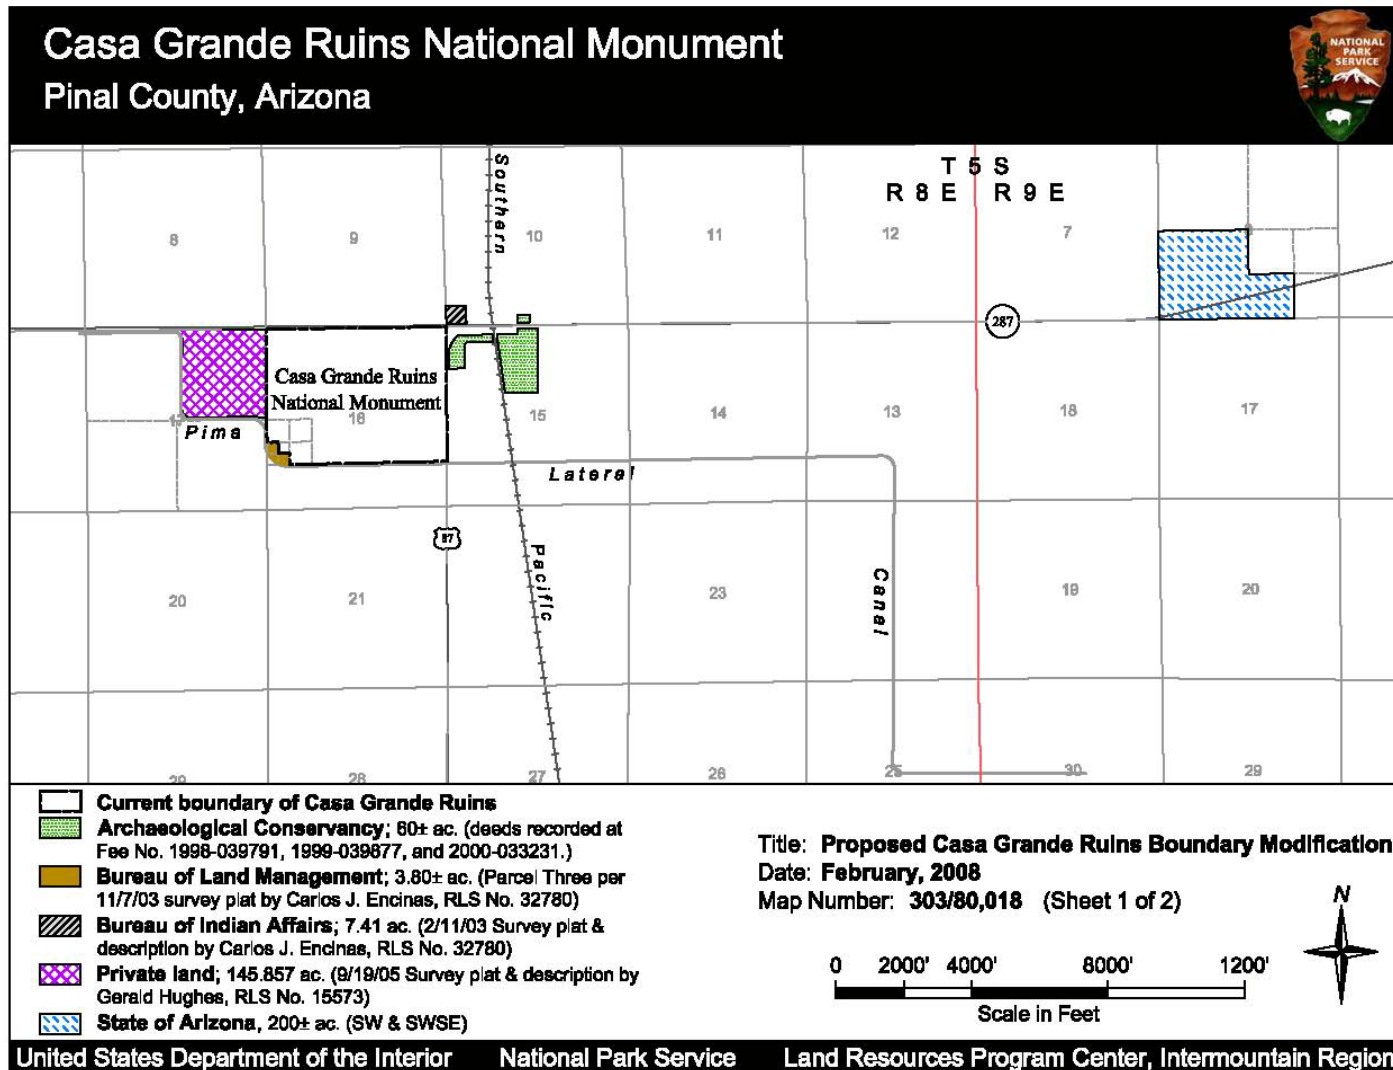 Casa Grande Ruins National Monument
Pinal County, Arizona
NATIONAL
PARK
SERVICE
T 5 S
R 8 E R 9 E
Southern
8
9
10
11
12
7
287
Casa Grande Ruins
National Monument
16
15
14
13
18
17
Pima
Lateral
87
Pacific
Canal
20
21
23
19
20
28
27
26
25
30
29
Current boundary of Casa Grande Ruins
Archaeological Conservancy; 60± ac. (deeds recorded at
Fee No. 1998-039791, 1999-039877, and 2000-033231.)
Bureau of Land Management; 3.80± ac. (Parcel Three per
11/7/03 survey plat by Carlos J. Encinas, RLS No. 32780)
Bureau of Indian Affairs; 7.41 ac. (2/11/03 Survey plat &
description by Carlos J. Encinas, RLS No. 32780)
Private land; 145.857 ac. (9/19/05 Survey plat & description by
Gerald Hughes, RLS No. 15573)
State of Arizona, 200± ac. (SW & SWSE)
Title: Proposed Casa Grande Ruins Boundary Modification
Date: February, 2008
Map Number: 303/80,018 (Sheet 1 of 2)
N
0 2000' 4000' 8000' 1200'
Scale in Feet
United States Department of the Interior National Park Service Land Resources Program Center, Intermountain Region